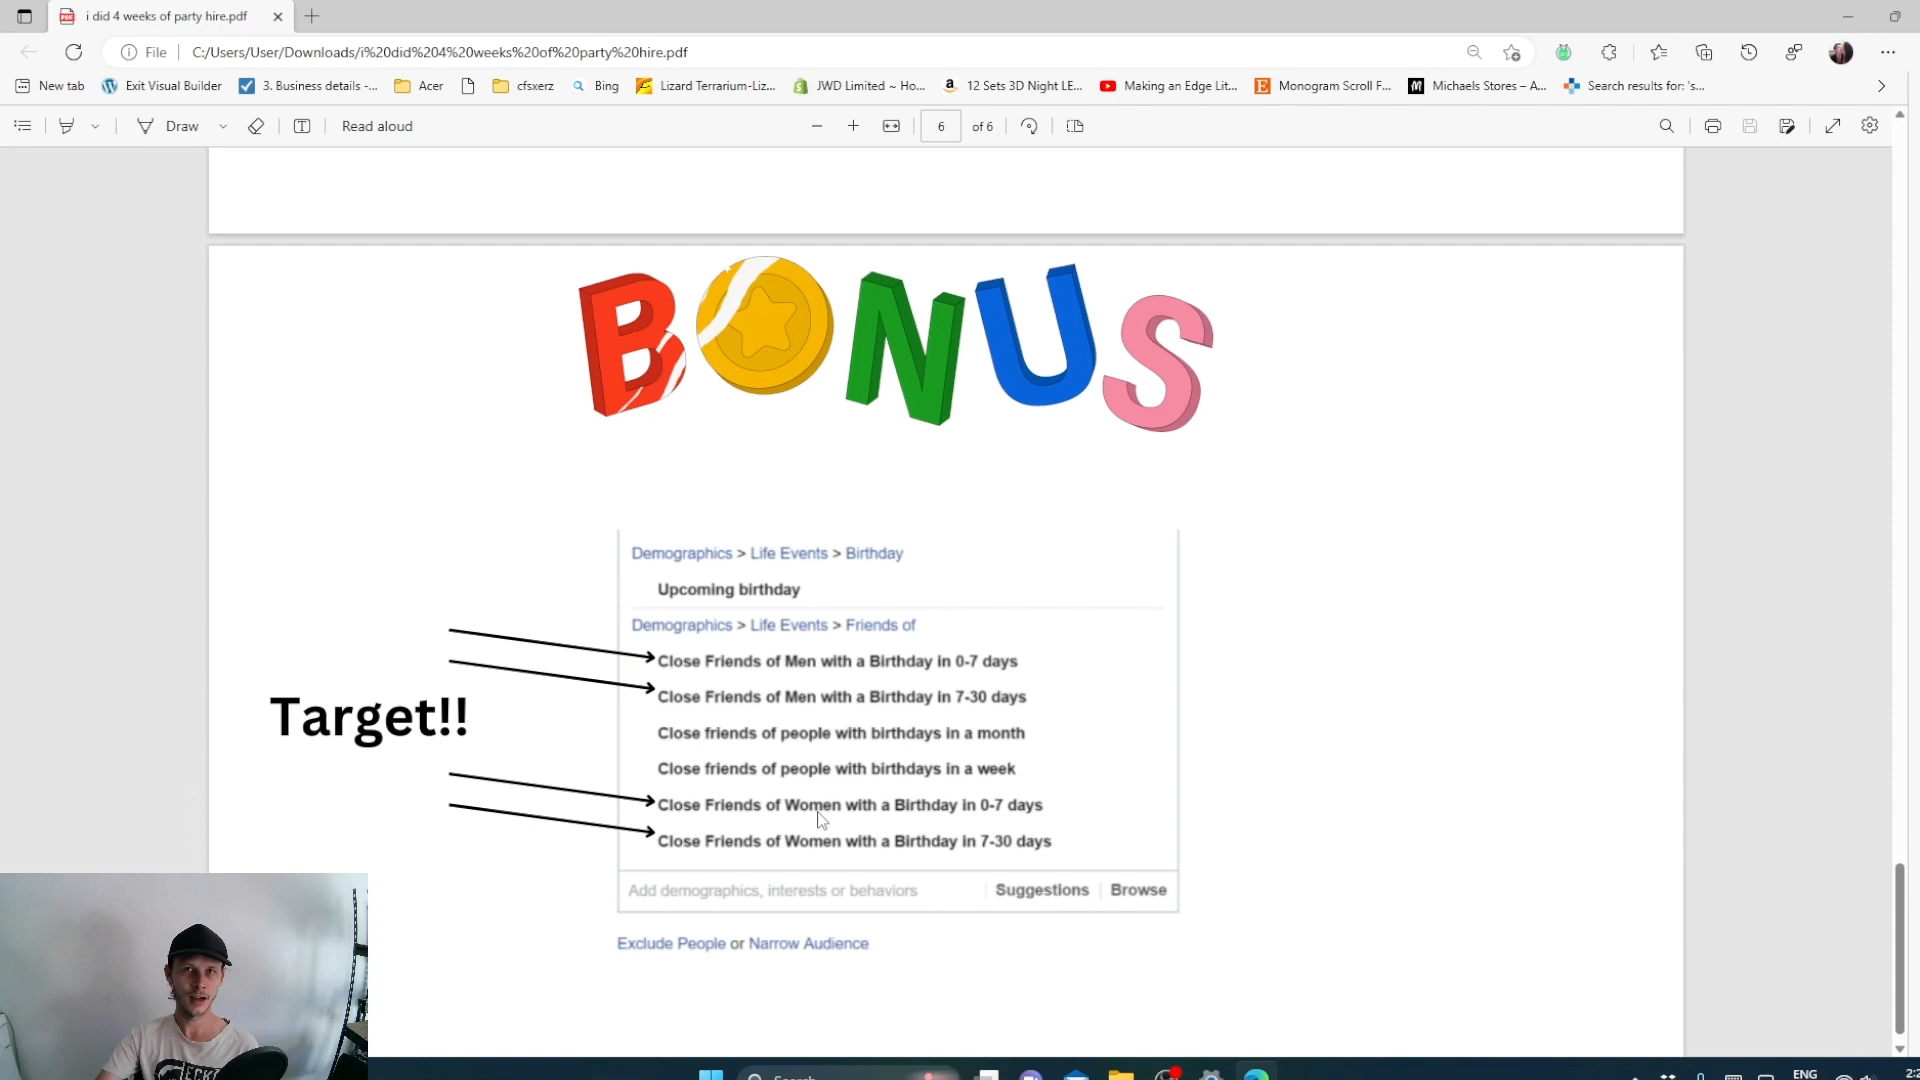 i did 4 weeks of party hire.pdf
File C:/Users/User/Downloads/i%20did%204%20weeks%20of%20party%20hire.pdf
New tab Exit Visual Builder 3. Business details -... Acer cfsxerz Bing Lizard Terrarium-Liz... JWD Limited ~ Ho... 12 Sets 3D Night LE... Making an Edge Lit... Monogram Scroll F... Michaels Stores – A... Search results for: 's...
Draw Read aloud 6 of 6
BONUS
Demographics > Life Events > Birthday
Upcoming birthday
Demographics > Life Events > Friends of
Close Friends of Men with a Birthday in 0-7 days
Close Friends of Men with a Birthday in 7-30 days
Target!!
Close friends of people with birthdays in a month
Close friends of people with birthdays in a week
Close Friends of Women with a Birthday in 0-7 days
Close Friends of Women with a Birthday in 7-30 days
Add demographics, interests or behaviors Suggestions Browse
Exclude People or Narrow Audience
Search
ENG